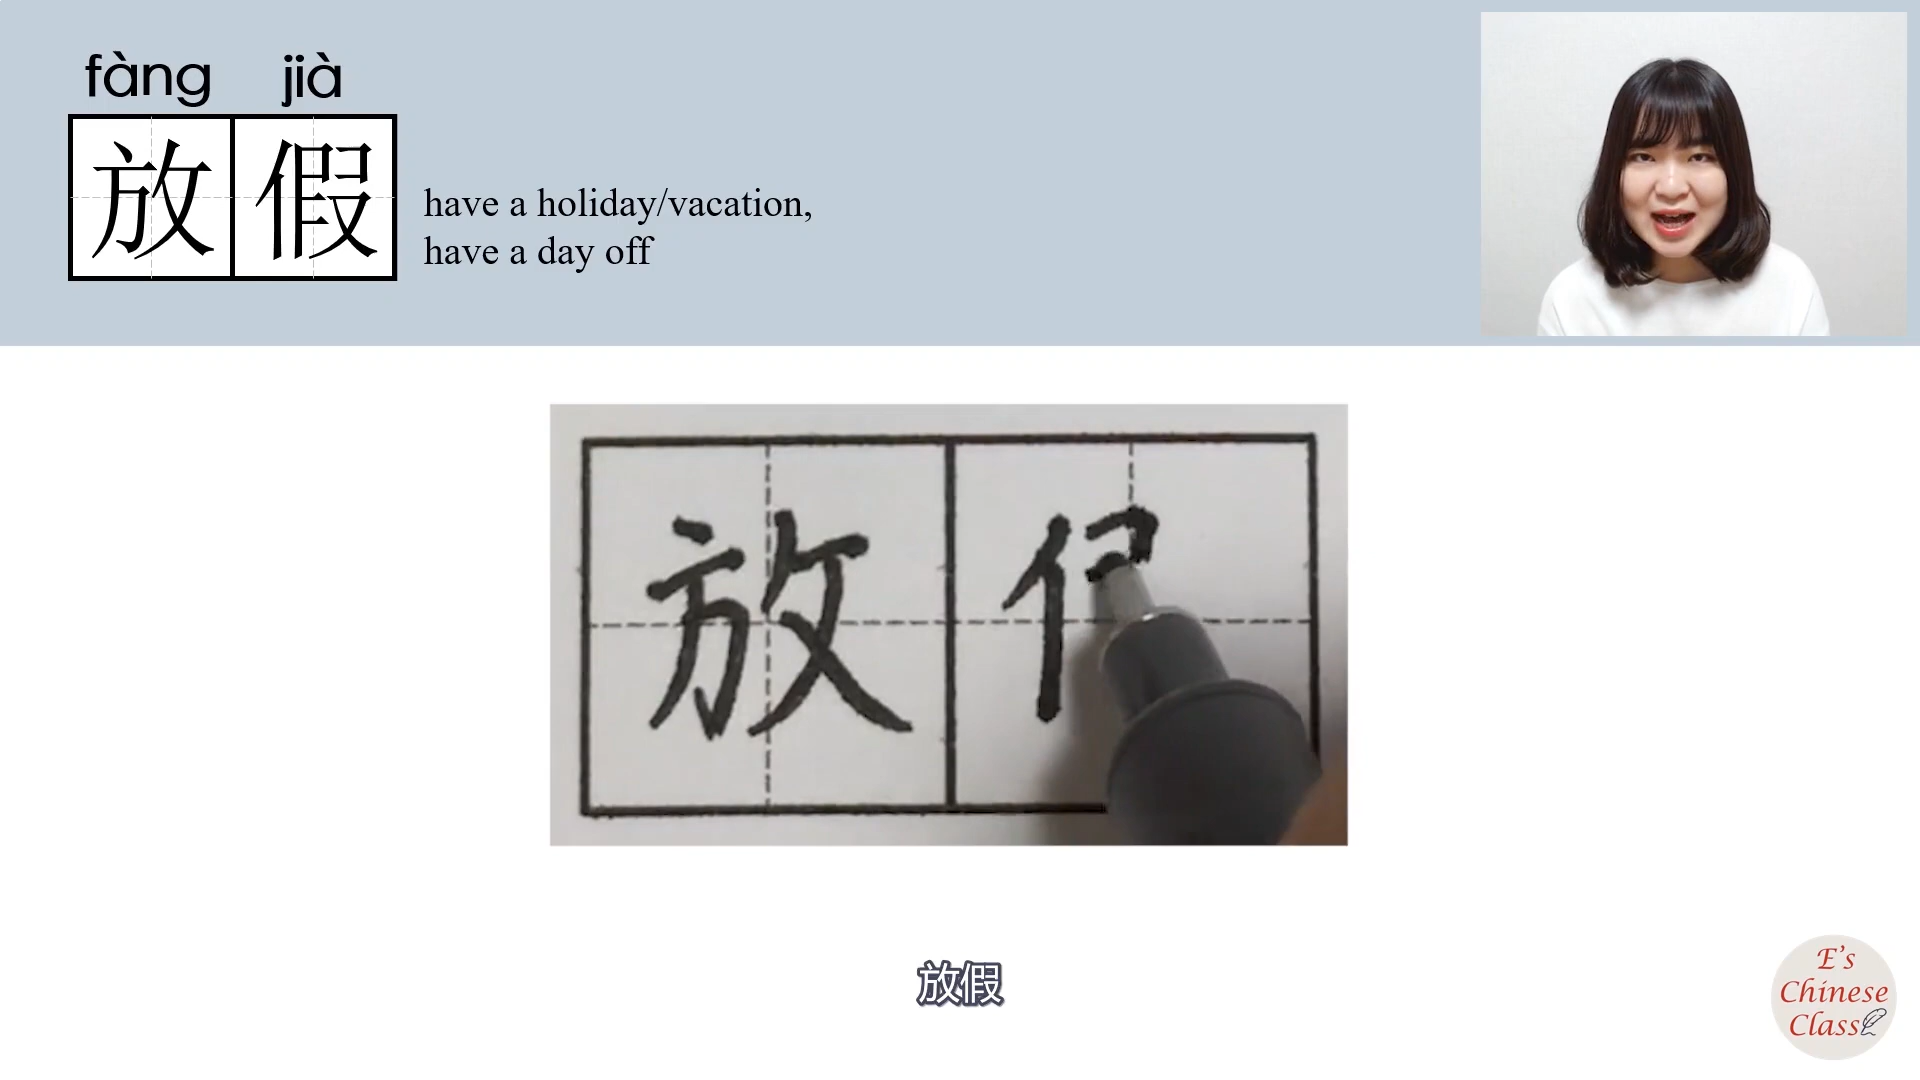 fàng jià
放假
have a holiday/vacation,
have a day off
放
放假
E's
Chinese
Class